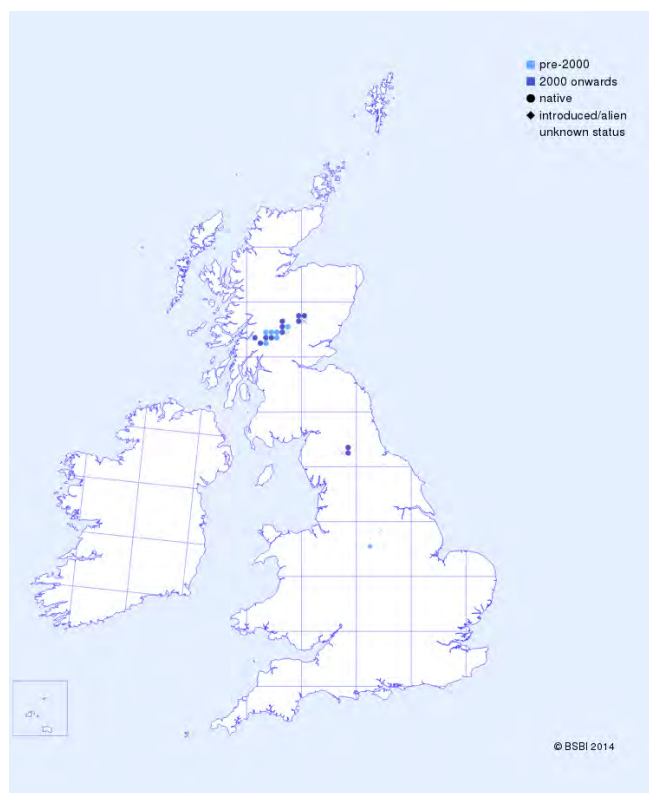 pre-2000
2000 onwards
native
introduced/alien
unknown status
© BSBI 2014